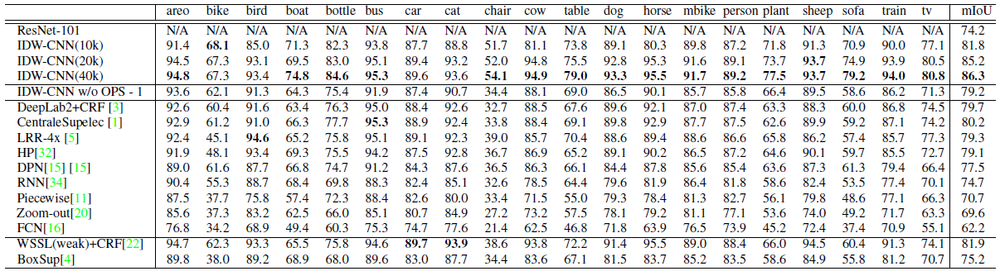 areo bike bird boat bottle bus car cat chair cow table dog horse mbike person plant sheep sofa train tv mIoU
ResNet-101 N/A N/A N/A N/A N/A N/A N/A N/A N/A N/A N/A N/A N/A N/A N/A N/A N/A N/A N/A N/A 74.2
IDW-CNN(10k) 91.4 68.1 85.0 71.3 82.3 93.8 87.7 88.8 51.7 81.1 73.8 89.1 80.3 89.8 87.2 71.8 91.3 70.9 90.0 77.1 81.8
IDW-CNN(20k) 94.5 67.3 93.1 69.5 83.0 95.1 89.4 93.2 52.0 94.8 75.5 92.8 95.3 91.6 89.1 73.7 93.7 74.9 93.9 80.5 85.2
IDW-CNN(40k) 94.8 67.3 93.4 74.8 84.6 95.3 89.6 93.6 54.1 94.9 79.0 93.3 95.5 91.7 89.2 77.5 93.7 79.2 94.0 80.8 86.3
IDW-CNN w/o OPS - 1 93.6 62.1 91.3 64.3 75.4 91.9 87.4 90.7 34.4 88.1 69.0 86.5 90.1 85.7 85.8 66.4 89.5 58.6 86.2 71.3 79.2
DeepLab2+CRF [3] 92.6 60.4 91.6 63.4 76.3 95.0 88.4 92.6 32.7 88.5 67.6 89.6 92.1 87.0 87.4 63.3 88.3 60.0 86.8 74.5 79.7
CentraleSupelec [1] 92.9 61.2 91.0 66.3 77.7 95.3 88.9 92.4 33.8 88.4 69.1 89.8 92.9 87.7 87.5 62.6 89.9 59.2 87.1 74.2 80.2
LRR-4x [5] 92.4 45.1 94.6 65.2 75.8 95.1 89.1 92.3 39.0 85.7 70.4 88.6 89.4 88.6 86.6 65.8 86.2 57.4 85.7 77.3 79.3
HP[32] 91.9 48.1 93.4 69.3 75.5 94.2 87.5 92.8 36.7 86.9 65.2 89.1 90.2 86.5 87.2 64.6 90.1 59.7 85.5 72.7 79.1
DPN[15] [15] 89.0 61.6 87.7 66.8 74.7 91.2 84.3 87.6 36.5 86.3 66.1 84.4 87.8 85.6 85.4 63.6 87.3 61.3 79.4 66.4 77.5
RNN[34] 90.4 55.3 88.7 68.4 69.8 88.3 82.4 85.1 32.6 78.5 64.4 79.6 81.9 86.4 81.8 58.6 82.4 53.5 77.4 70.1 74.7
Piecewise[11] 87.5 37.7 75.8 57.4 72.3 88.4 82.6 80.0 33.4 71.5 55.0 79.3 78.4 81.3 82.7 56.1 79.8 48.6 77.1 66.3 70.7
Zoom-out[20] 85.6 37.3 83.2 62.5 66.0 85.1 80.7 84.9 27.2 73.2 57.5 78.1 79.2 81.1 77.1 53.6 74.0 49.2 71.7 63.3 69.6
FCN[16] 76.8 34.2 68.9 49.4 60.3 75.3 74.7 77.6 21.4 62.5 46.8 71.8 63.9 76.5 73.9 45.2 72.4 37.4 70.9 55.1 62.2
WSSL(weak)+CRF[22] 94.7 62.3 93.3 65.5 75.8 94.6 89.7 93.9 38.6 93.8 72.2 91.4 95.5 89.0 88.4 66.0 94.5 60.4 91.3 74.1 81.9
BoxSup[4] 89.8 38.0 89.2 68.9 68.0 89.6 83.0 87.7 34.4 83.6 67.1 81.5 83.7 85.2 83.5 58.6 84.9 55.8 81.2 70.7 75.2